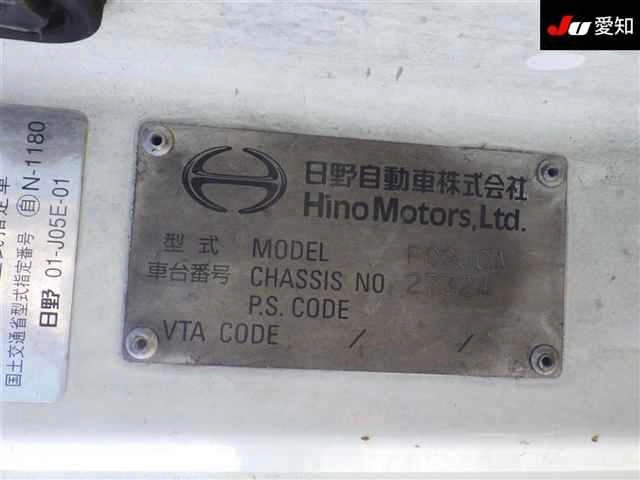 JU 愛知
日野自動車株式会社
Hino Motors, Ltd.
型式 MODEL
車台番号 CHASSIS NO
P.S. CODE
VTA CODE / /
国土交通省型式指定番号 自 N-1180
日野 01-J05E-01